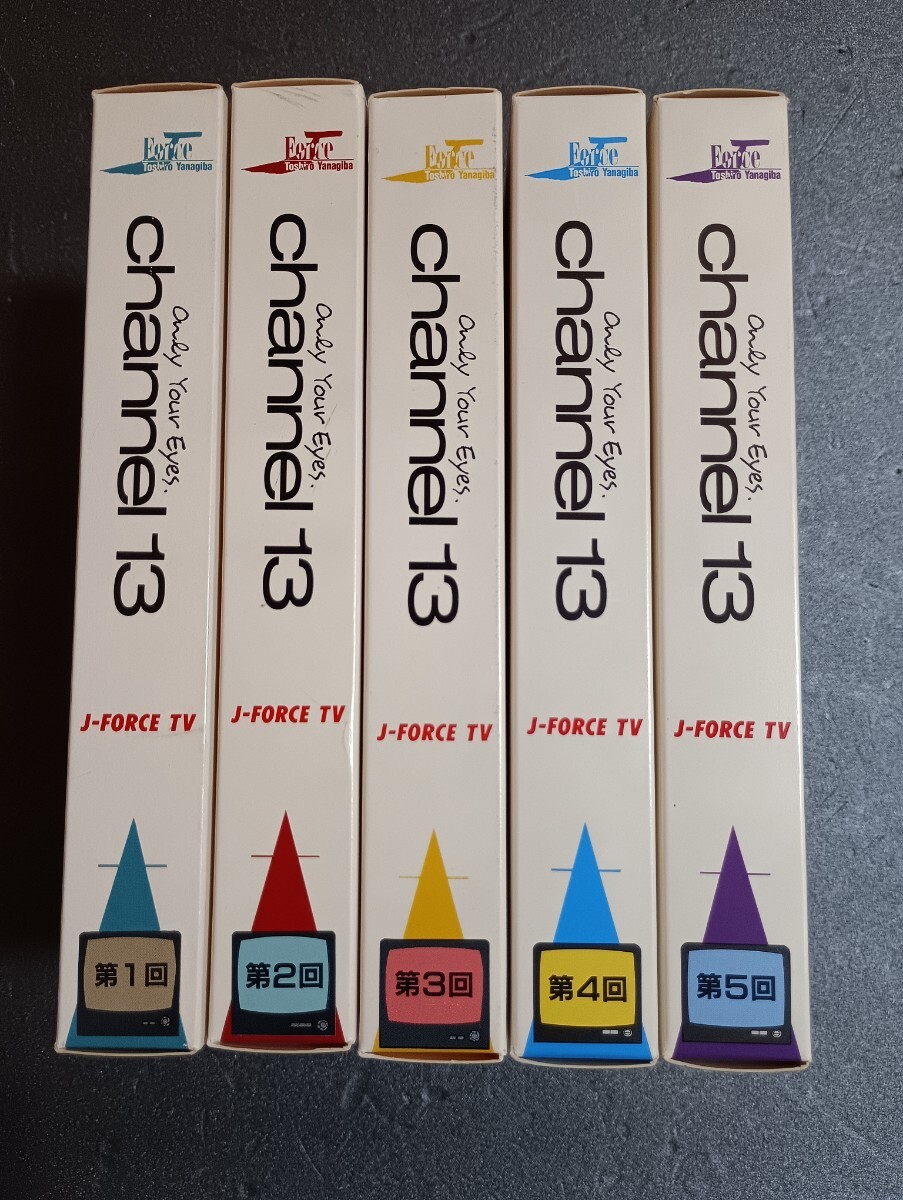 Force
Toshiro Yanagiba
channel 13
Only Your Eyes.
J-FORCE TV
第1回
Force
Toshiro Yanagiba
channel 13
Only Your Eyes.
J-FORCE TV
第2回
Force
Toshiro Yanagiba
channel 13
Only Your Eyes.
J-FORCE TV
第3回
Force
Toshiro Yanagiba
channel 13
Only Your Eyes.
J-FORCE TV
第4回
Force
Toshiro Yanagiba
channel 13
Only Your Eyes.
J-FORCE TV
第5回